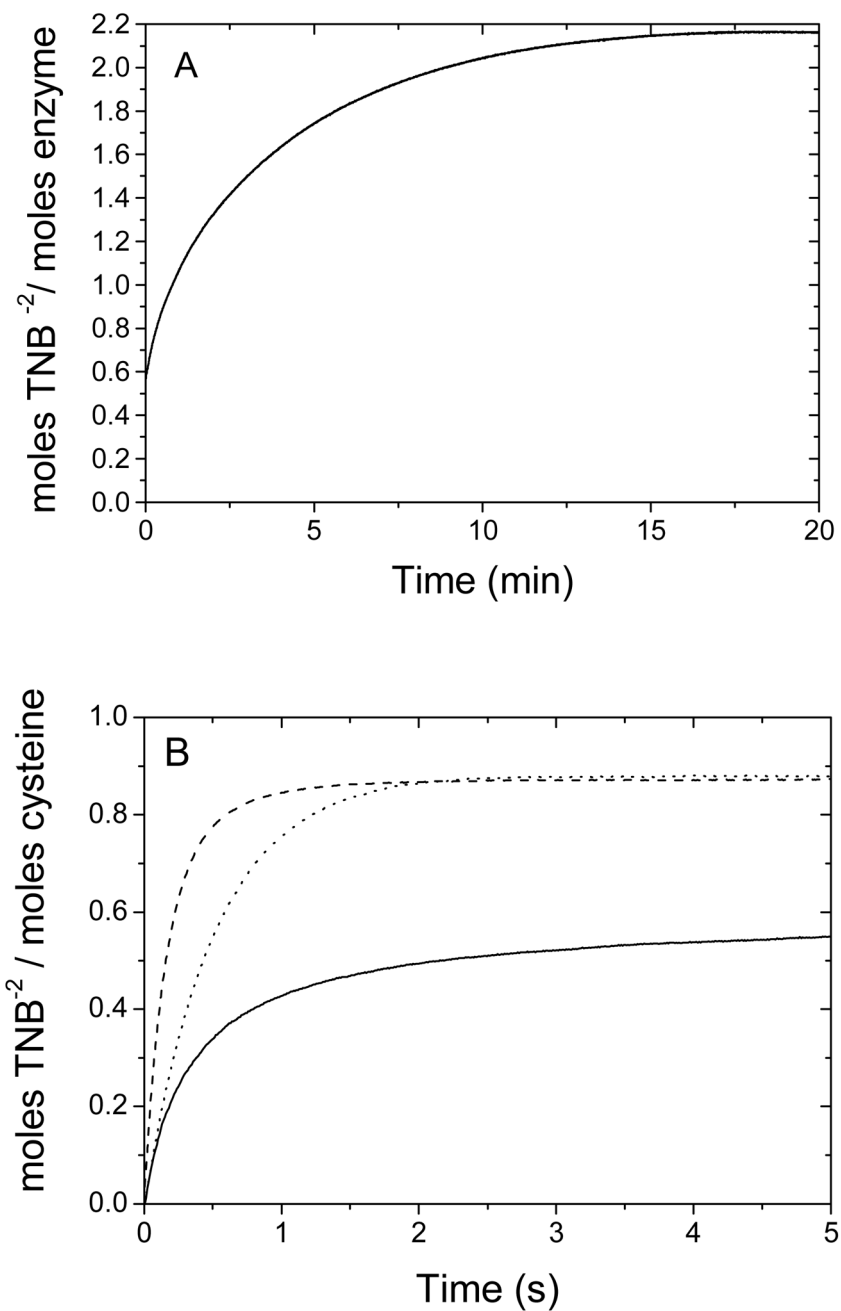 A
moles TNB ⁻²/ moles enzyme
2.2
2.0
1.8
1.6
1.4
1.2
1.0
0.8
0.6
0.4
0.2
0.0
0 5 10 15 20
Time (min)
B
moles TNB⁻² / moles cysteine
1.0
0.8
0.6
0.4
0.2
0.0
0 1 2 3 4 5
Time (s)